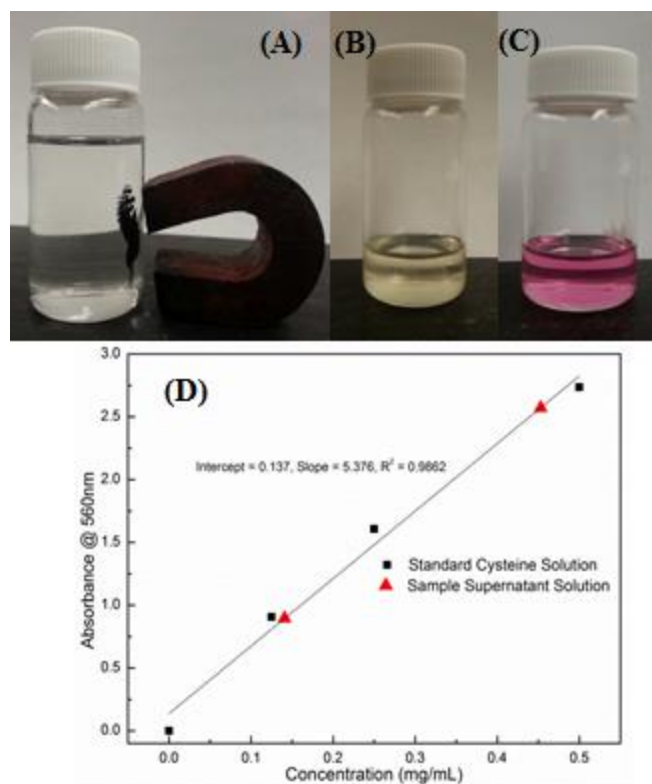 (A)
(B)
(C)
3.0
(D)
2.5
Intercept = 0.137, Slope = 5.376, R² = 0.9862
2.0
1.5
Standard Cysteine Solution
Sample Supernatant Solution
1.0
0.5
0.0
Absorbance @ 560nm
0.0 0.1 0.2 0.3 0.4 0.5
Concentration (mg/mL)